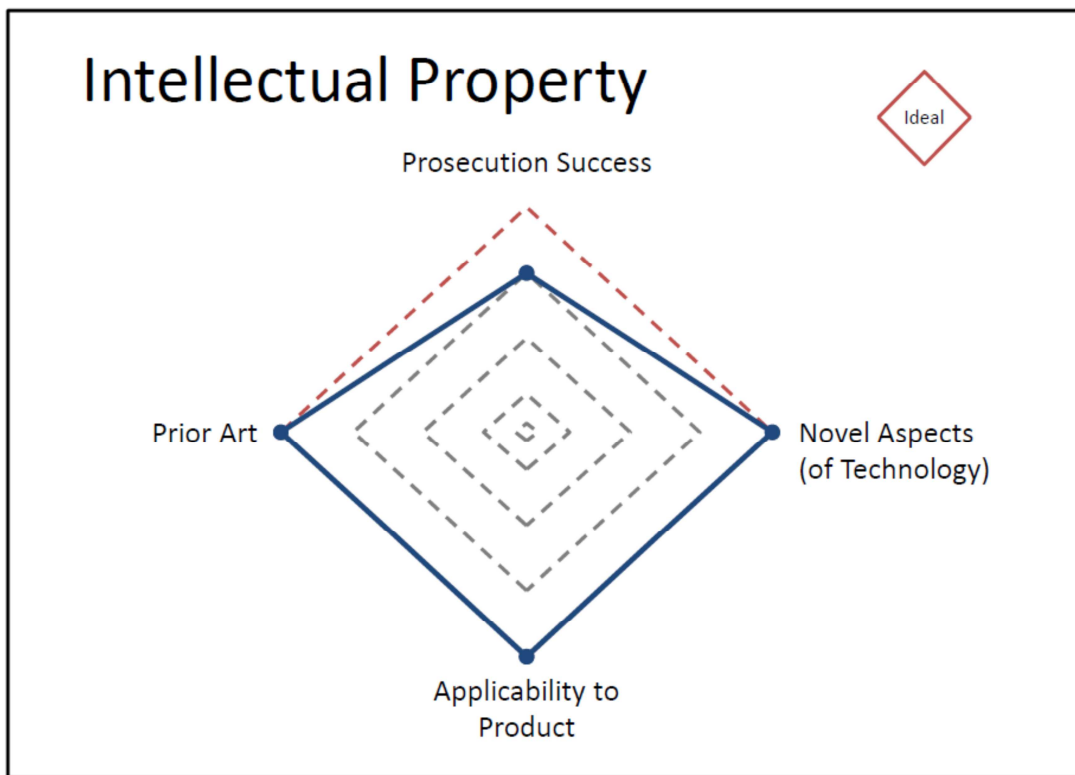 Intellectual Property
Ideal
Prosecution Success
Prior Art
Novel Aspects
(of Technology)
Applicability to
Product